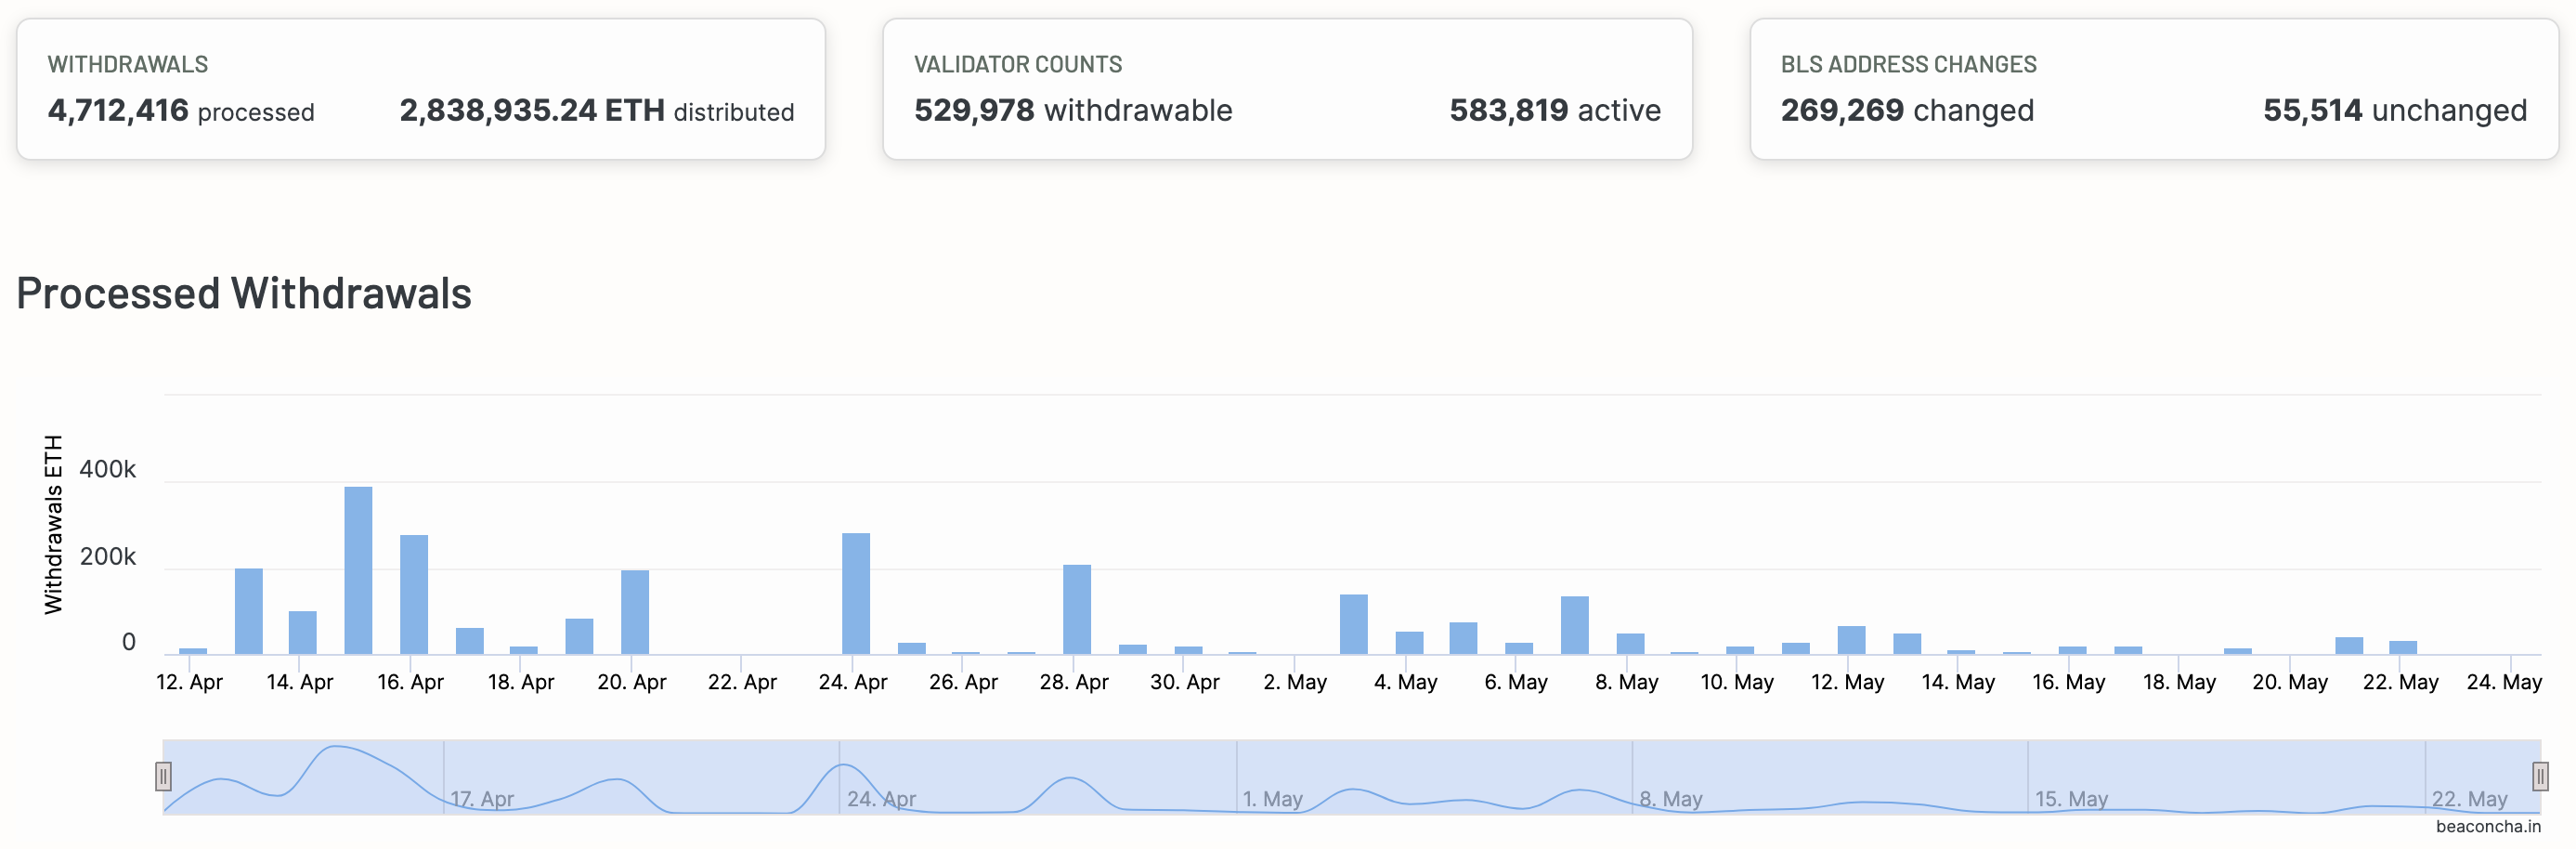 WITHDRAWALS
4,712,416 processed 2,838,935.24 ETH distributed
VALIDATOR COUNTS
529,978 withdrawable 583,819 active
BLS ADDRESS CHANGES
269,269 changed 55,514 unchanged
Processed Withdrawals
Withdrawals ETH
400k
200k
0
12. Apr 14. Apr 16. Apr 18. Apr 20. Apr 22. Apr 24. Apr 26. Apr 28. Apr 30. Apr 2. May 4. May 6. May 8. May 10. May 12. May 14. May 16. May 18. May 20. May 22. May 24. May
17. Apr 24. Apr 1. May 8. May 15. May 22. May
beaconcha.in